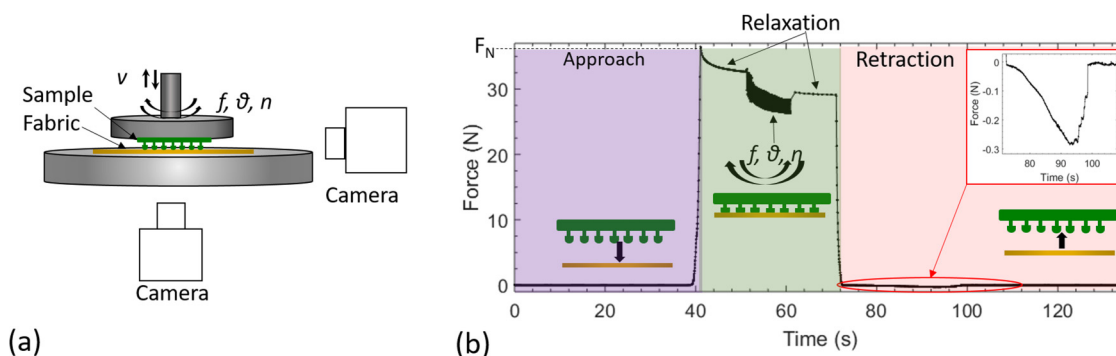 v
f, ϑ, n
Sample
Fabric
Camera
Camera
(a)
F_N
Relaxation
Approach
Retraction
Force (N)
30
20
10
0
f, ϑ, n
0
20
40
60
80
100
120
Time (s)
Force (N)
0
-0.1
-0.2
-0.3
80
90
100
Time (s)
(b)